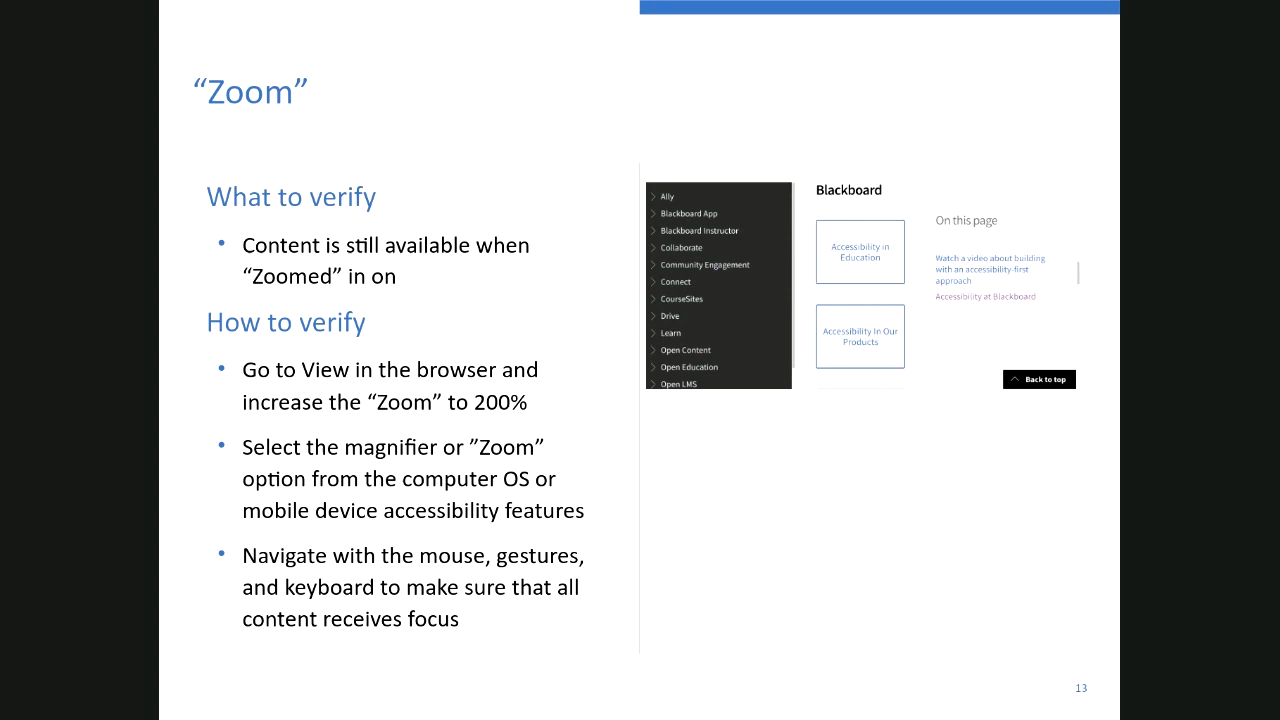 “Zoom”
What to verify
• Content is still available when
“Zoomed” in on
How to verify
• Go to View in the browser and
increase the “Zoom” to 200%
• Select the magnifier or ”Zoom”
option from the computer OS or
mobile device accessibility features
• Navigate with the mouse, gestures,
and keyboard to make sure that all
content receives focus
Ally
Blackboard App
Blackboard Instructor
Collaborate
Community Engagement
Connect
CourseSites
Drive
Learn
Open Content
Open Education
Open LMS
Blackboard
Accessibility in
Education
Accessibility In Our
Products
On this page
Watch a video about building
with an accessibility-first
approach
Accessibility at Blackboard
Back to top
13